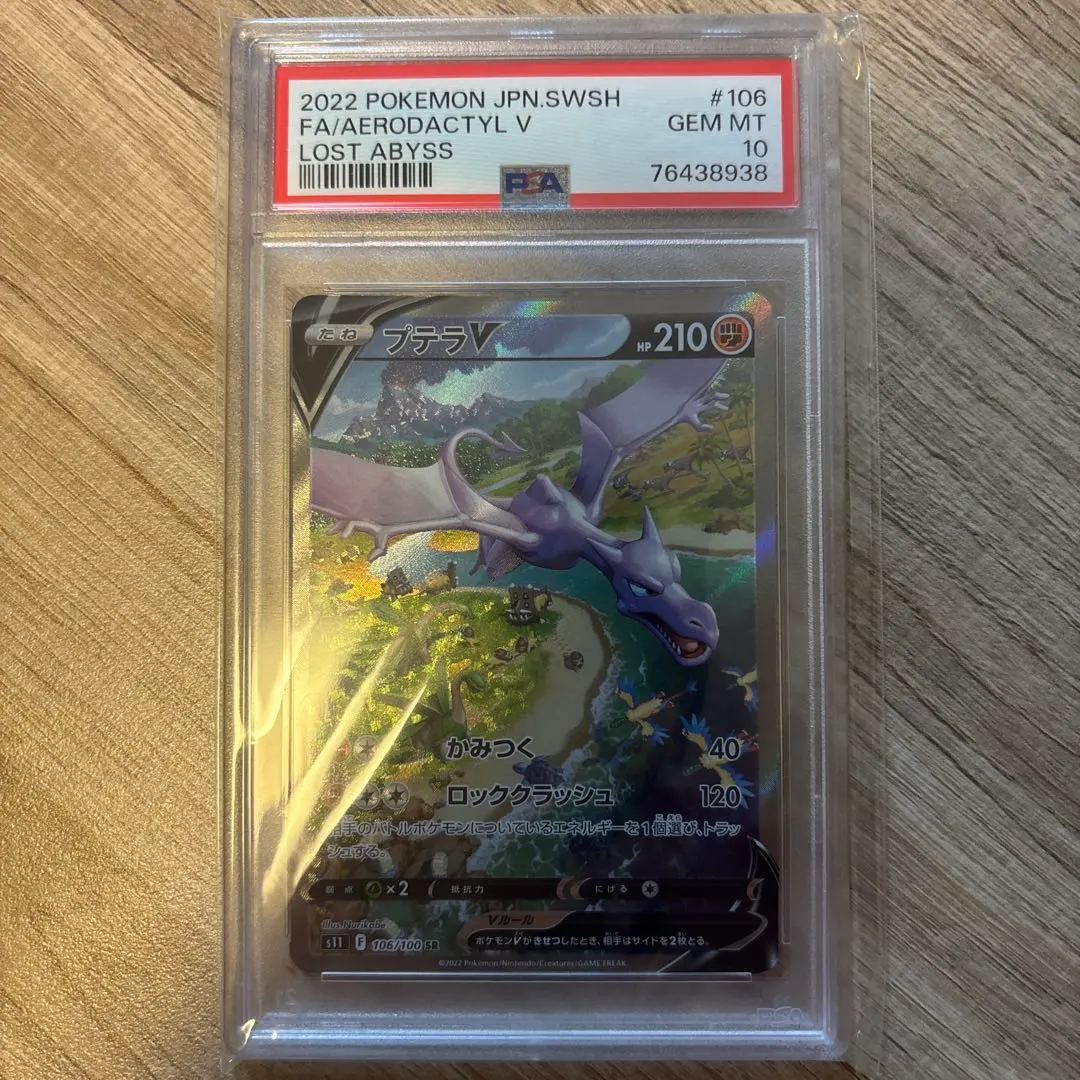 2022 POKEMON JPN.SWSH #106
FA/AERODACTYL V GEM MT
LOST ABYSS 10
PSA 76438938
たね プテラV HP 210
かみつく 40
ロッククラッシュ 120
相手のバトルポケモンについているエネルギーを1個選び、トラッ
シュする。
弱点 ×2 抵抗力 にげる
Illus. Nurikabe
Vルール
s11 F 106/100 SR ポケモンVがきぜつしたとき、相手はサイドを2枚とる。
©2022 Pokémon/Nintendo/Creatures/GAME FREAK
PSA